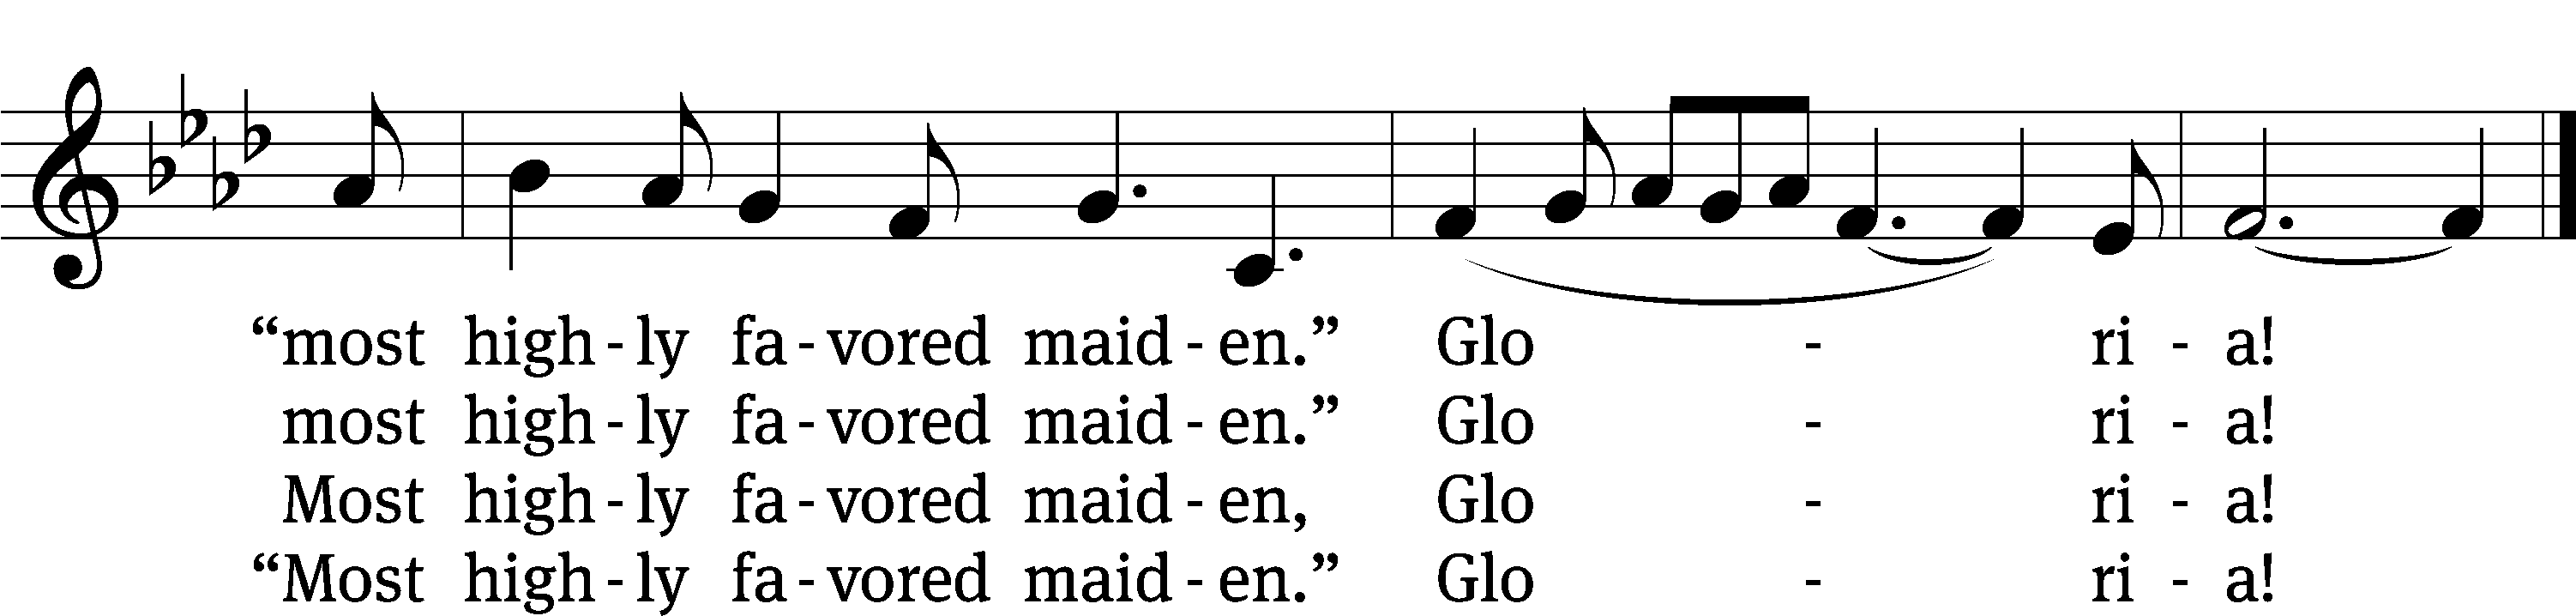 “most high - ly fa - vored maid - en.” Glo - ri - a!
most high - ly fa - vored maid - en.” Glo - ri - a!
Most high - ly fa - vored maid - en, Glo - ri - a!
“Most high - ly fa - vored maid - en.” Glo - ri - a!